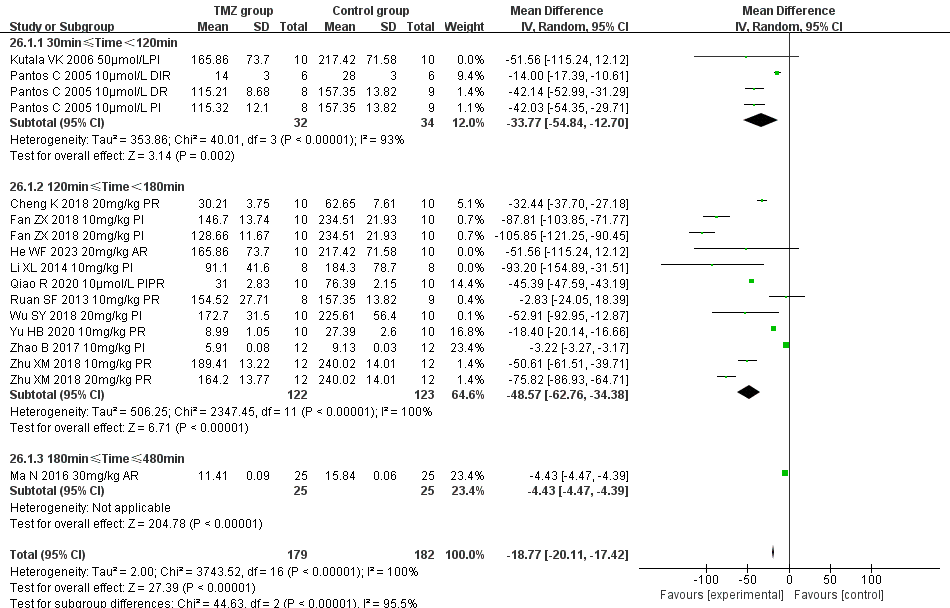 TMZ group Control group Mean Difference Mean Difference
Study or Subgroup Mean SD Total Mean SD Total Weight IV, Random, 95% CI IV, Random, 95% CI
26.1.1 30min≤Time<120min
Kutala VK 2006 50μmol/LPI 165.86 73.7 10 217.42 71.58 10 0.0% -51.56 [-115.24, 12.12]
Pantos C 2005 10μmol/L DIR 14 3 6 28 3 6 9.1% -14.00 [-17.39, -10.61]
Pantos C 2005 10μmol/L DR 115.21 8.68 8 157.35 13.82 9 1.4% -42.14 [-52.99, -31.29]
Pantos C 2005 10μmol/L PI 115.32 12.1 8 157.35 13.82 9 1.2% -42.03 [-54.35, -29.71]
Subtotal (95% CI) 32 34 12.0% -33.77 [-54.84, -12.70]
Heterogeneity: Tau² = 353.86; Chi² = 40.01, df = 3 (P < 0.00001); I² = 93%
Test for overall effect: Z = 3.14 (P = 0.002)
26.1.2 120min≤Time<180min
Cheng K 2018 20mg/kg PR 30.21 3.75 10 62.65 7.61 10 5.1% -32.44 [-37.70, -27.18]
Fan ZX 2018 10mg/kg PI 146.7 13.74 10 234.51 21.93 10 0.7% -87.81 [-103.85, -71.77]
Fan ZX 2018 20mg/kg PI 128.66 11.67 10 234.51 21.93 10 0.8% -105.85 [-121.25, -90.45]
He WF 2023 20mg/kg AR 165.86 73.7 10 217.42 71.58 10 0.0% -51.56 [-115.24, 12.12]
Li XL 2014 10mg/kg PI 91.1 41.6 8 184.3 78.7 8 0.0% -93.20 [-154.89, -31.51]
Qiao R 2020 10μmol/L PIPR 31 2.83 10 76.39 2.15 10 14.4% -45.39 [-47.59, -43.19]
Ruan SF 2013 10mg/kg PR 154.52 27.71 8 157.35 13.82 9 0.4% -2.83 [-24.05, 18.39]
Wu SY 2018 20mg/kg PI 172.7 31.5 10 225.61 56.4 10 0.1% -52.91 [-92.95, -12.87]
Yu HB 2020 10mg/kg PR 8.99 1.05 10 27.39 2.6 10 16.8% -18.40 [-20.14, -16.66]
Zhao B 2017 10mg/kg PI 5.91 0.08 12 9.13 0.03 12 23.4% -3.22 [-3.27, -3.17]
Zhu XM 2018 10mg/kg PR 189.41 13.22 12 240.02 14.01 12 1.4% -50.61 [-61.51, -39.71]
Zhu XM 2018 20mg/kg PR 164.2 13.77 12 240.02 14.01 12 1.4% -75.82 [-86.93, -64.71]
Subtotal (95% CI) 122 123 64.6% -48.57 [-62.76, -34.38]
Heterogeneity: Tau² = 506.25; Chi² = 2347.45, df = 11 (P < 0.00001); I² = 100%
Test for overall effect: Z = 6.71 (P < 0.00001)
26.1.3 180min≤Time≤480min
Ma N 2016 30mg/kg AR 11.41 0.09 25 15.84 0.06 25 23.4% -4.43 [-4.47, -4.39]
Subtotal (95% CI) 25 25 23.4% -4.43 [-4.47, -4.39]
Heterogeneity: Not applicable
Test for overall effect: Z = 204.78 (P < 0.00001)
Total (95% CI) 179 182 100.0% -18.77 [-20.11, -17.42]
Heterogeneity: Tau² = 2.00; Chi² = 3743.52, df = 16 (P < 0.00001); I² = 100%
Test for overall effect: Z = 27.39 (P < 0.00001)
Test for subgroup differences: Chi² = 44.63, df = 2 (P < 0.00001), I² = 95.5%
-100 -50 0 50 100
Favours [experimental] Favours [control]